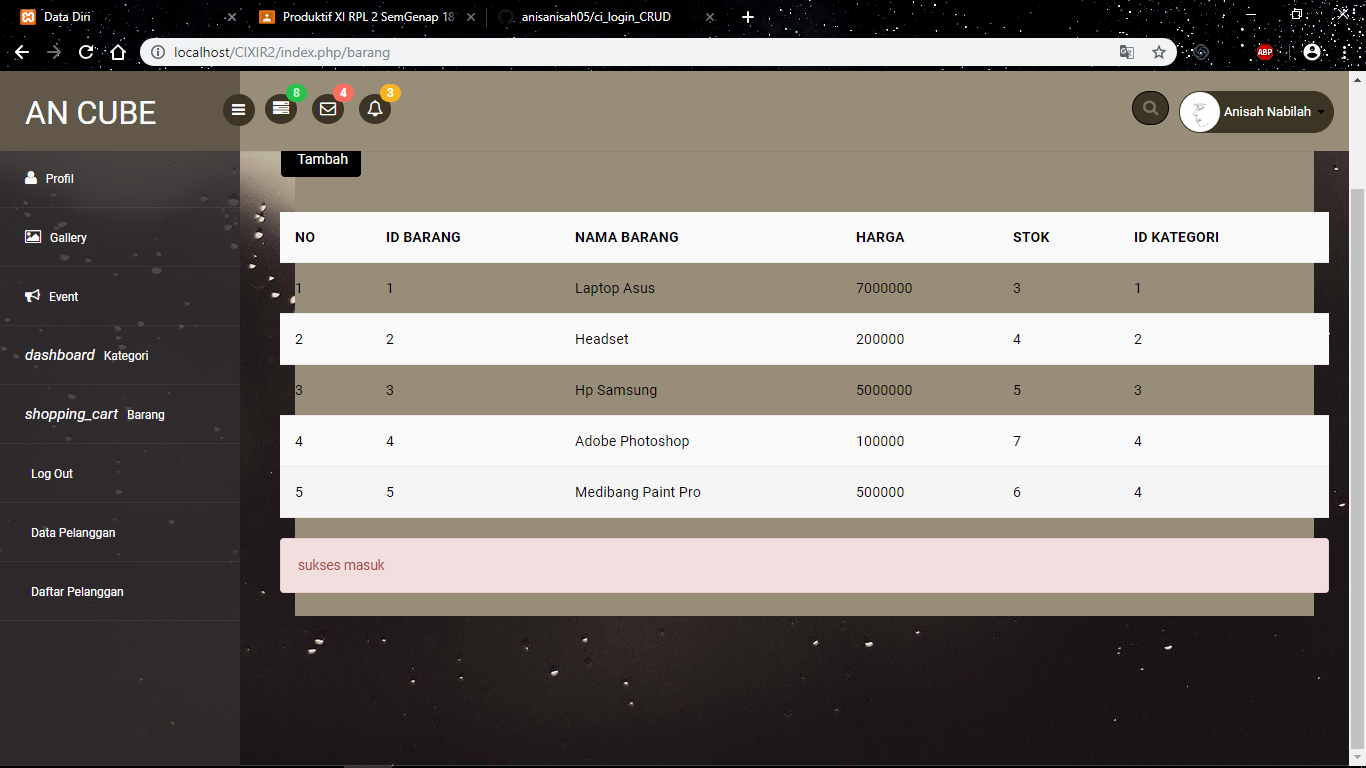 Data Diri
Produktif XI RPL 2 SemGenap 18
anisanisah05/ci_login_CRUD
localhost/CIXIR2/index.php/barang
ABP
AN CUBE
8
4
3
Anisah Nabilah
Profil
Gallery
Event
dashboard Kategori
shopping_cart Barang
Log Out
Data Pelanggan
Daftar Pelanggan
Tambah
NO ID BARANG NAMA BARANG HARGA STOK ID KATEGORI
1 1 Laptop Asus 7000000 3 1
2 2 Headset 200000 4 2
3 3 Hp Samsung 5000000 5 3
4 4 Adobe Photoshop 100000 7 4
5 5 Medibang Paint Pro 500000 6 4
sukses masuk